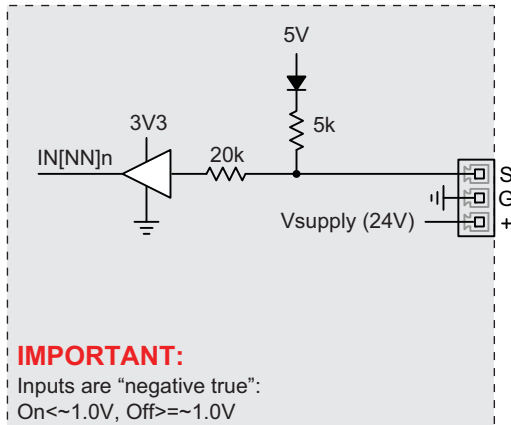 5V
3V3
5k
IN[NN]n
20k
S
G
Vsupply (24V)
+
IMPORTANT:
Inputs are “negative true”:
On<~1.0V, Off>=~1.0V